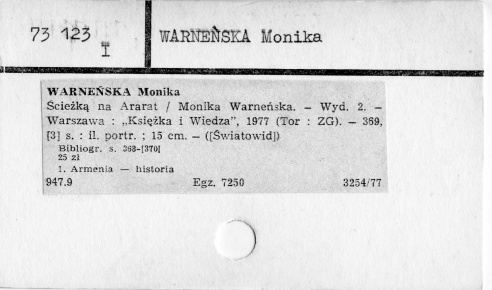 73 123 I
WARNEŃSKA Monika
WARNEŃSKA Monika
Ścieżką na Ararat / Monika Warneńska. – Wyd. 2. –
Warszawa : „Książka i Wiedza”, 1977 (Tor : ZG). – 369,
[3] s. : il. portr. ; 15 cm. – ([Światowid])
Bibliogr. s. 368-[370]
25 zł
1. Armenia — historia
947.9 Egz. 7250 3254/77